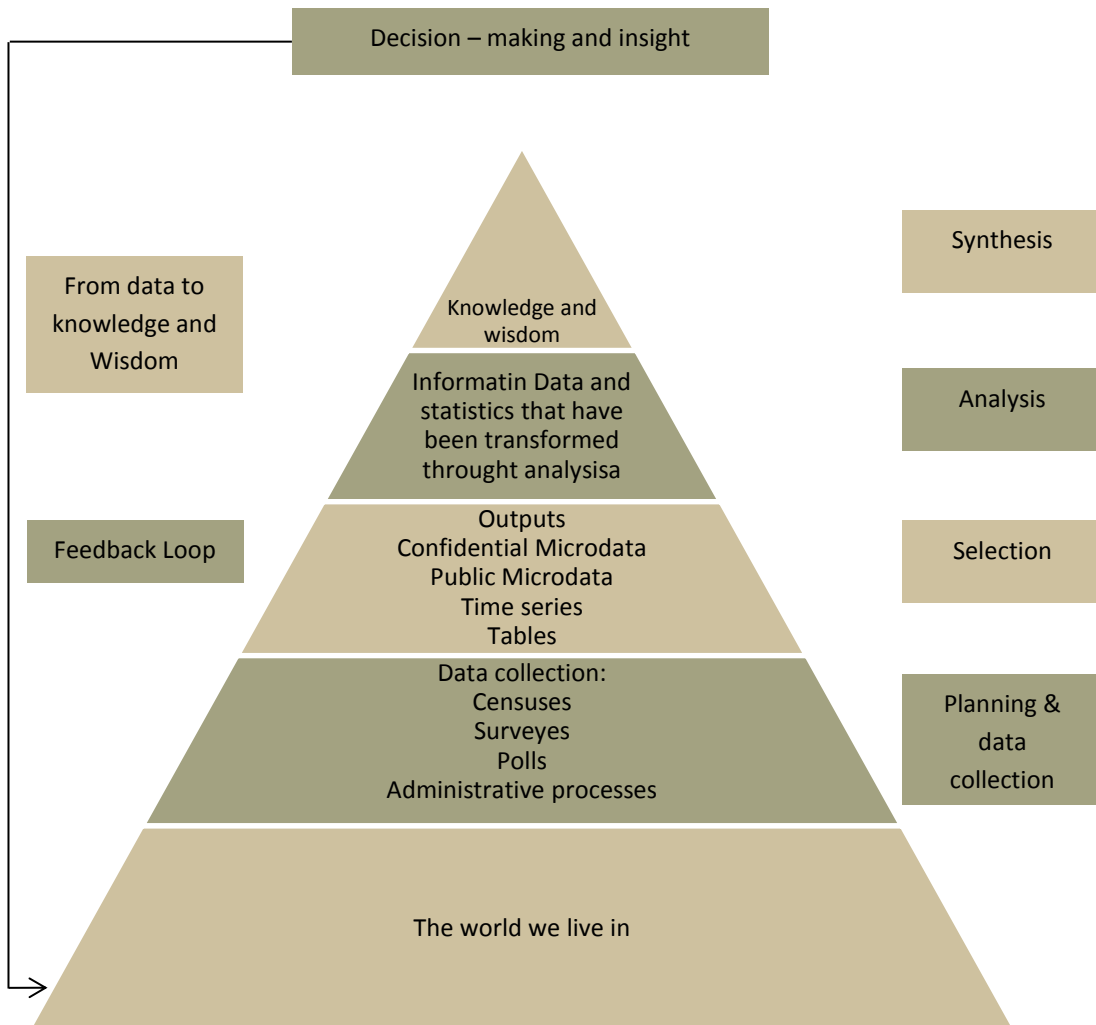 Decision – making and insight
Synthesis
From data to
knowledge and
Wisdom
Knowledge and
wisdom
Informatin Data and
statistics that have
been transformed
throught analysisa
Analysis
Outputs
Confidential Microdata
Public Microdata
Time series
Tables
Feedback Loop
Selection
Data collection:
Censuses
Surveyes
Polls
Administrative processes
Planning &
data
collection
The world we live in